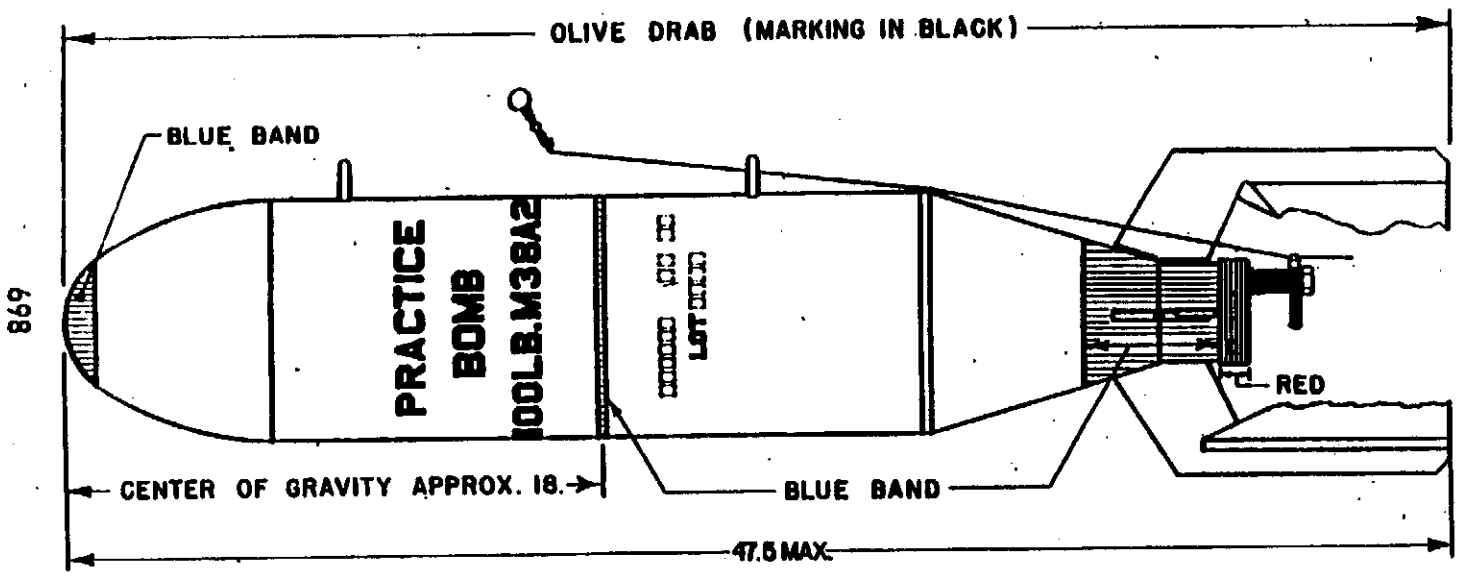 OLIVE DRAB (MARKING IN BLACK)
BLUE BAND
PRACTICE
BOMB
100LB.M38A2
LOT
869
RED
CENTER OF GRAVITY APPROX. 18.
BLUE BAND
47.5 MAX.